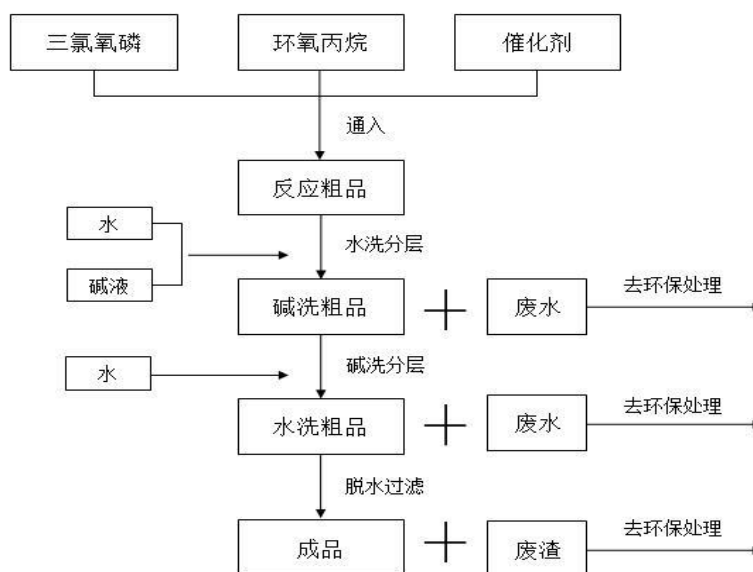 三氯氧磷
环氧丙烷
催化剂
通入
反应粗品
水
水洗分层
碱液
碱洗粗品
废水
去环保处理
水
碱洗分层
水洗粗品
废水
去环保处理
脱水过滤
成品
废渣
去环保处理